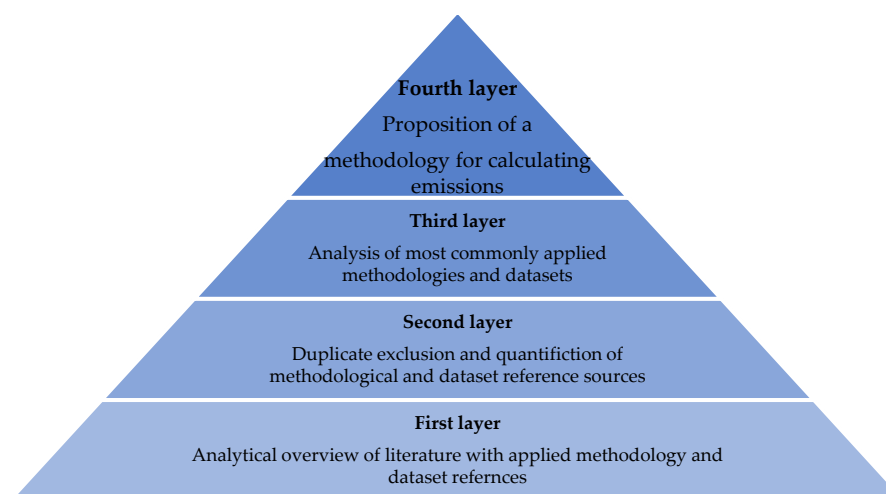 Fourth layer
Proposition of a
methodology for calculating
emissions
Third layer
Analysis of most commonly applied
methodologies and datasets
Second layer
Duplicate exclusion and quantifiction of
methodological and dataset reference sources
First layer
Analytical overview of literature with applied methodology and
dataset refernces